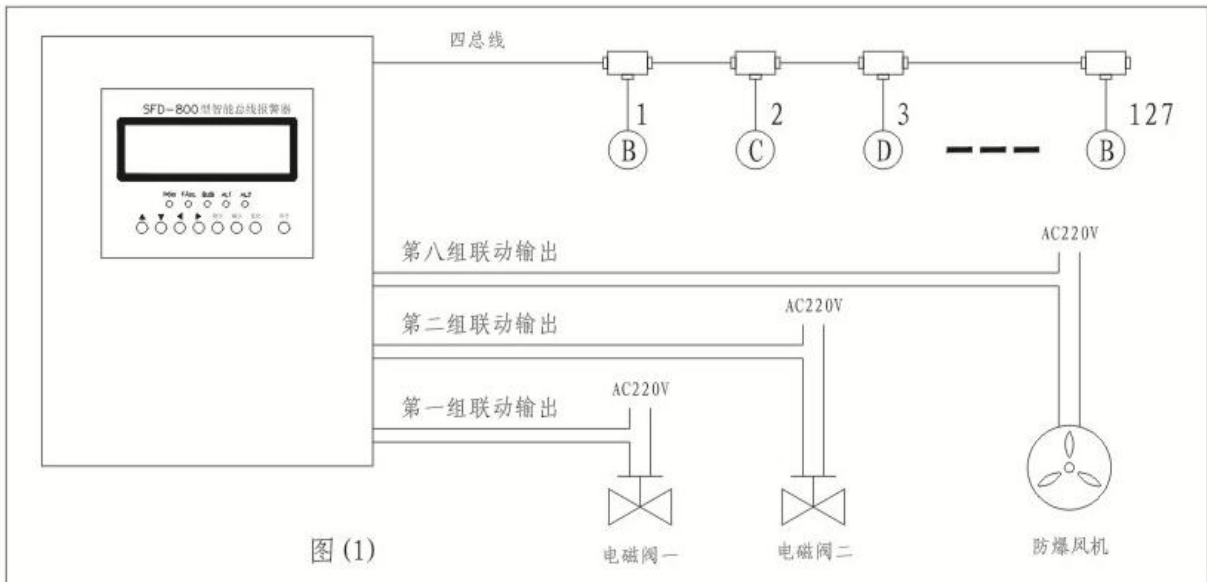 四总线
SFD-800型智能总线报警器
1
2
3
127
B
C
D
B
AL1
AL2
第八组联动输出
AC220V
第二组联动输出
AC220V
第一组联动输出
AC220V
图(1)
电磁阀一
电磁阀二
防爆风机